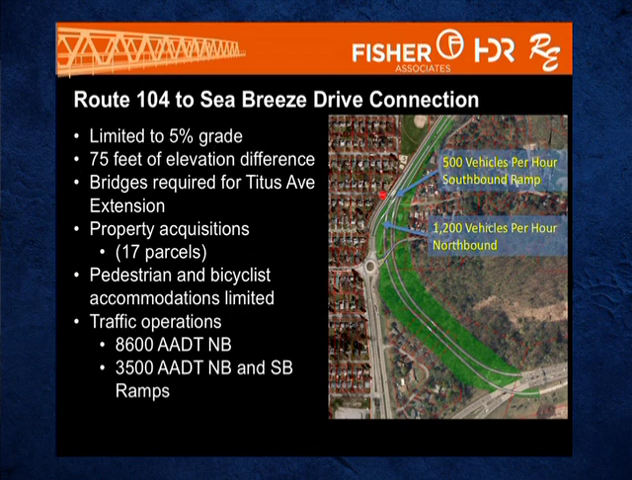 FISHER
ASSOCIATES
F
HDR
RE
Route 104 to Sea Breeze Drive Connection
• Limited to 5% grade
• 75 feet of elevation difference
• Bridges required for Titus Ave
Extension
• Property acquisitions
• (17 parcels)
• Pedestrian and bicyclist
accommodations limited
• Traffic operations
• 8600 AADT NB
• 3500 AADT NB and SB
Ramps
500 Vehicles Per Hour
Southbound Ramp
1,200 Vehicles Per Hour
Northbound